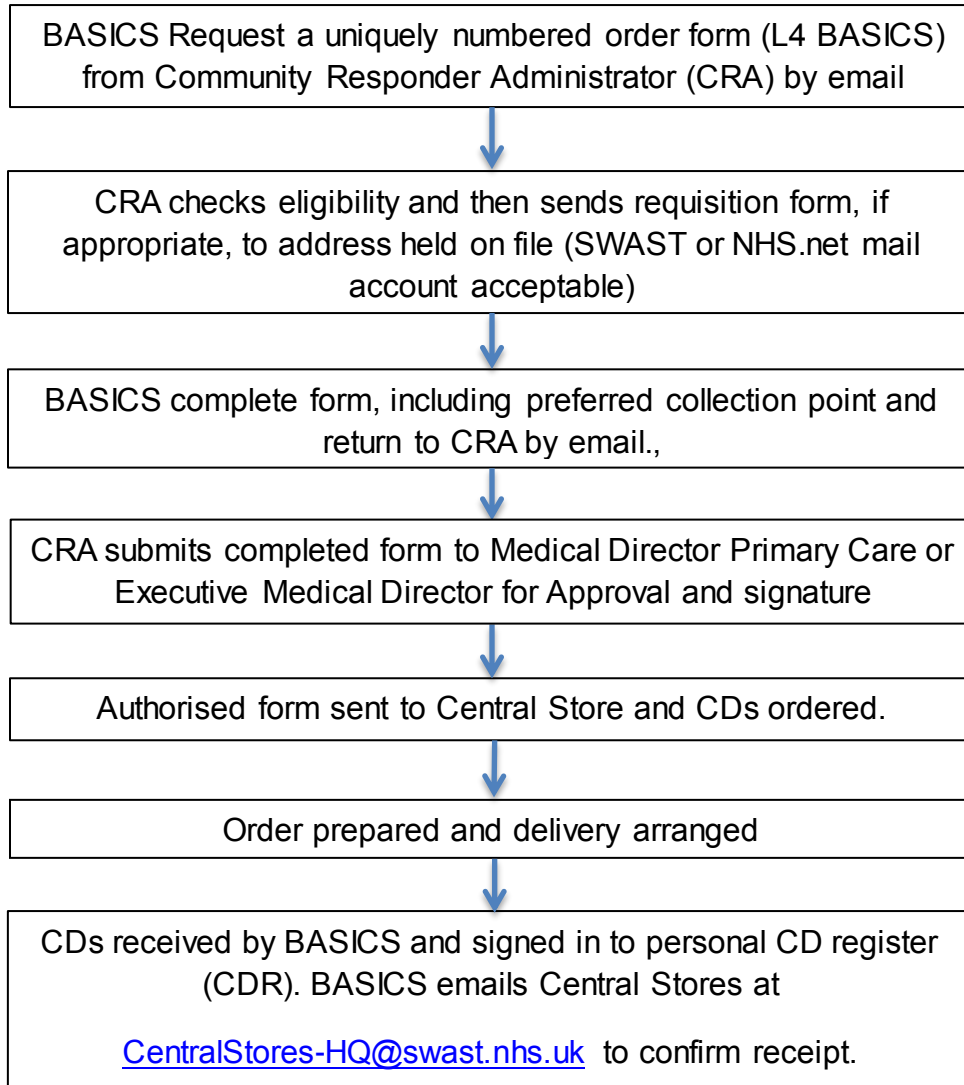 BASICS Request a uniquely numbered order form (L4 BASICS)
from Community Responder Administrator (CRA) by email
CRA checks eligibility and then sends requisition form, if
appropriate, to address held on file (SWAST or NHS.net mail
account acceptable)
BASICS complete form, including preferred collection point and
return to CRA by email.,
CRA submits completed form to Medical Director Primary Care or
Executive Medical Director for Approval and signature
Authorised form sent to Central Store and CDs ordered.
Order prepared and delivery arranged
CDs received by BASICS and signed in to personal CD register
(CDR). BASICS emails Central Stores at
CentralStores-HQ@swast.nhs.uk to confirm receipt.